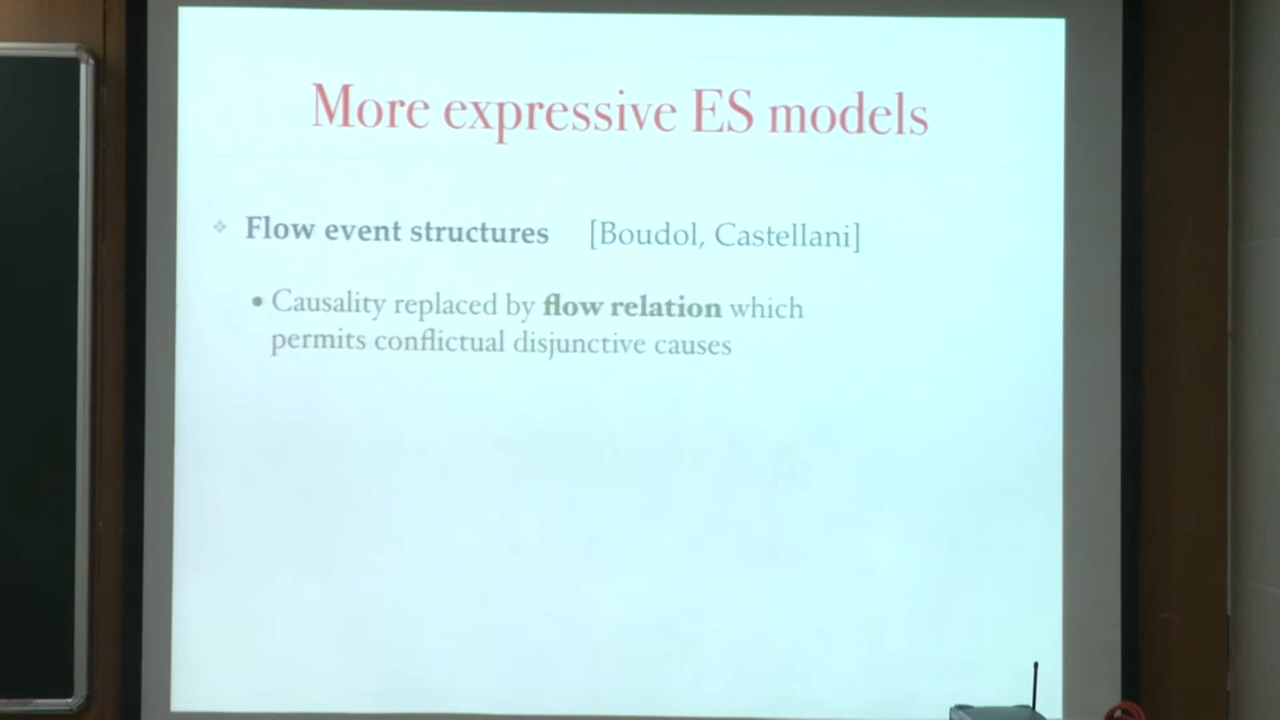 More expressive ES models
❖ Flow event structures [Boudol, Castellani]
• Causality replaced by flow relation which
permits conflictual disjunctive causes